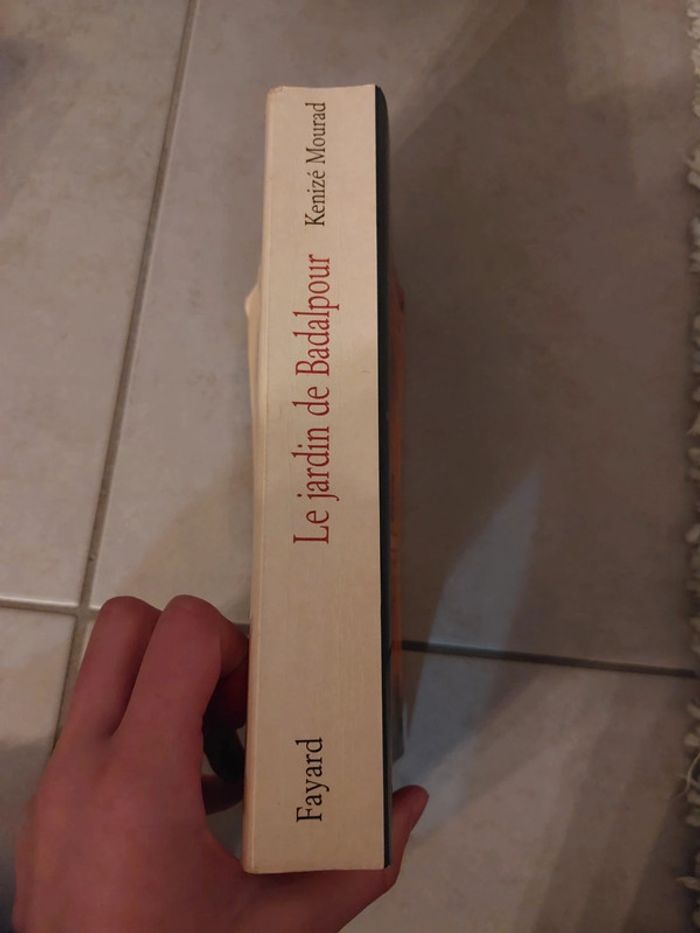 Kenizé Mourad
Le jardin de Badalpour
Fayard